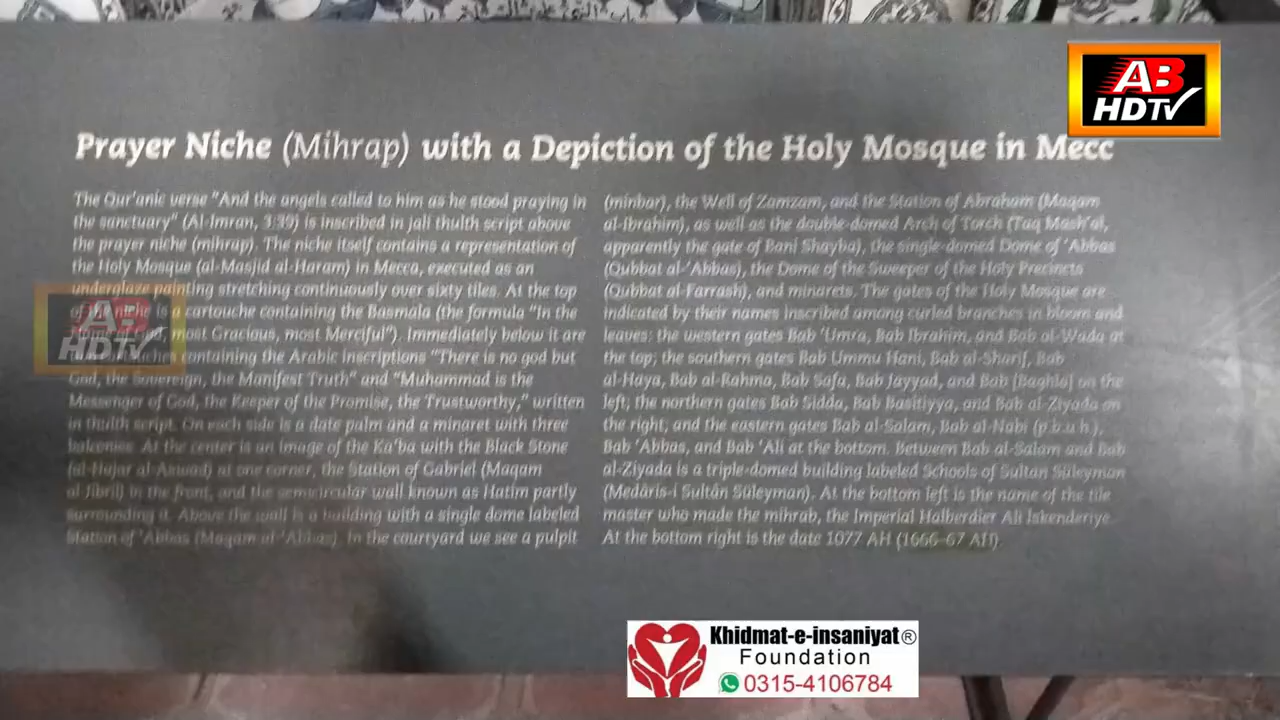 AB
HDTV
Prayer Niche (Mihrap) with a Depiction of the Holy Mosque in Mecc
The Qur'anic verse "And the angels called to him as he stood praying in
the sanctuary" (Al-Imran, 3:39) is inscribed in jali thulth script above
the prayer niche (mihrap). The niche itself contains a representation of
the Holy Mosque (al-Masjid al-Haram) in Mecca, executed as an
underglaze painting stretching continuously over sixty tiles. At the top
of the niche is a cartouche containing the Basmala (the formula "In the
most Gracious, most Merciful"). Immediately below it are
containing the Arabic inscriptions "There is no god but
God, the Sovereign, the Manifest Truth" and "Muhammad is the
Messenger of God, the Keeper of the Promise, the Trustworthy," written
in thulth script. On each side is a date palm and a minaret with three
balconies. At the center is an image of the Ka'ba with the Black Stone
(al-Hajar al-Aswad) at one corner, the Station of Gabriel (Maqam
al Jibril) in the front, and the semicircular wall known as Hatim partly
surrounding it. Above the wall is a building with a single dome labeled
Station of 'Abbas (Maqam al-'Abbas). In the courtyard we see a pulpit
(minbar), the Well of Zamzam, and the Station of Abraham (Maqam
al-Ibrahim), as well as the double-domed Arch of Torch (Taq Mash'al,
apparently the gate of Bani Shayba), the single-domed Dome of 'Abbas
(Qubbat al-'Abbas), the Dome of the Sweeper of the Holy Precincts
(Qubbat al-Farrash), and minarets. The gates of the Holy Mosque are
indicated by their names inscribed among curled branches in bloom and
leaves: the western gates Bab 'Umra, Bab Ibrahim, and Bab al-Wada at
the top; the southern gates Bab Ummu Hani, Bab al-Sharif, Bab
al-Haya, Bab al-Rahma, Bab Safa, Bab Jayyad, and Bab [Baghla] on the
left; the northern gates Bab Sidda, Bab Basitiyya, and Bab al-Ziyada on
the right; and the eastern gates Bab al-Salam, Bab al-Nabi (p.b.u.h.),
Bab 'Abbas, and Bab 'Ali at the bottom. Between Bab al-Salam and Bab
al-Ziyada is a triple-domed building labeled Schools of Sultan Süleyman
(Medâris-i Sultân Süleyman). At the bottom left is the name of the tile
master who made the mihrab, the Imperial Halberdier Ali İskenderiye.
At the bottom right is the date 1077 AH (1666–67 AH).
AB
HDTV
Khidmat-e-insaniyat®
Foundation
0315-4106784